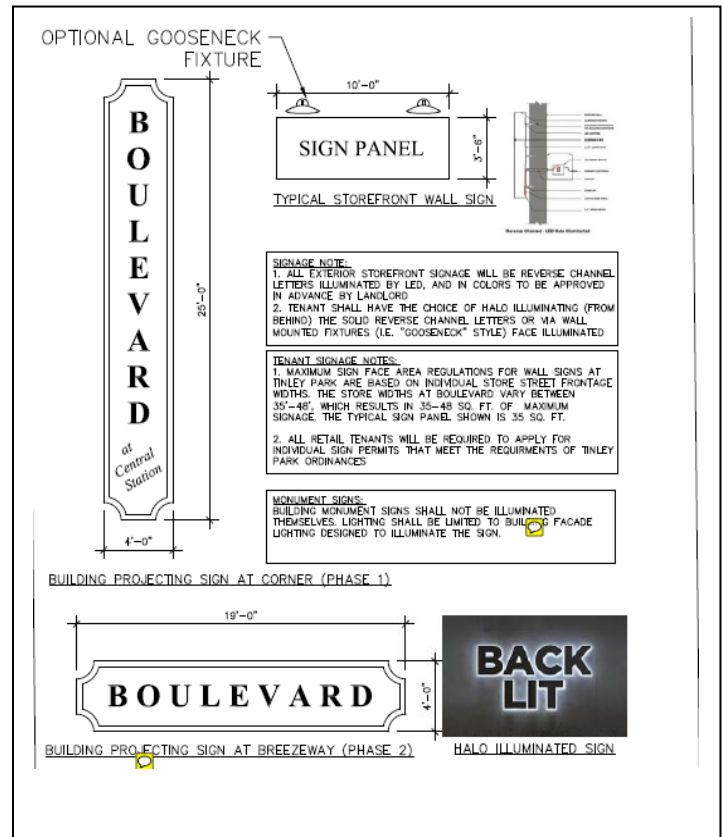 OPTIONAL GOOSENECK
FIXTURE
10'-0"
BOULEVARD
at
Central
Station
25'-0"
4'-0"
BUILDING PROJECTING SIGN AT CORNER (PHASE 1)
SIGN PANEL
3'-6"
TYPICAL STOREFRONT WALL SIGN
Reverse Channel - LED Halo Illuminated
SIGNAGE NOTE:
1. ALL EXTERIOR STOREFRONT SIGNAGE WILL BE REVERSE CHANNEL
LETTERS ILLUMINATED BY LED, AND IN COLORS TO BE APPROVED
IN ADVANCE BY LANDLORD
2. TENANT SHALL HAVE THE CHOICE OF HALO ILLUMINATING (FROM
BEHIND) THE SOLID REVERSE CHANNEL LETTERS OR VIA WALL
MOUNTED FIXTURES (I.E. "GOOSENECK" STYLE) FACE ILLUMINATED
TENANT SIGNAGE NOTES:
1. MAXIMUM SIGN FACE AREA REGULATIONS FOR WALL SIGNS AT
TINLEY PARK ARE BASED ON INDIVIDUAL STORE STREET FRONTAGE
WIDTHS. THE STORE WIDTHS AT BOULEVARD VARY BETWEEN
35'-48', WHICH RESULTS IN 35-48 SQ. FT. OF MAXIMUM
SIGNAGE. THE TYPICAL SIGN PANEL SHOWN IS 35 SQ. FT.
2. ALL RETAIL TENANTS WILL BE REQUIRED TO APPLY FOR
INDIVIDUAL SIGN PERMITS THAT MEET THE REQUIRMENTS OF TINLEY
PARK ORDINANCES
MONUMENT SIGNS:
BUILDING MONUMENT SIGNS SHALL NOT BE ILLUMINATED
THEMSELVES. LIGHTING SHALL BE LIMITED TO BUILDING FACADE
LIGHTING DESIGNED TO ILLUMINATE THE SIGN.
19'-0"
BOULEVARD
4'-0"
BUILDING PROJECTING SIGN AT BREEZEWAY (PHASE 2)
BACK
LIT
HALO ILLUMINATED SIGN